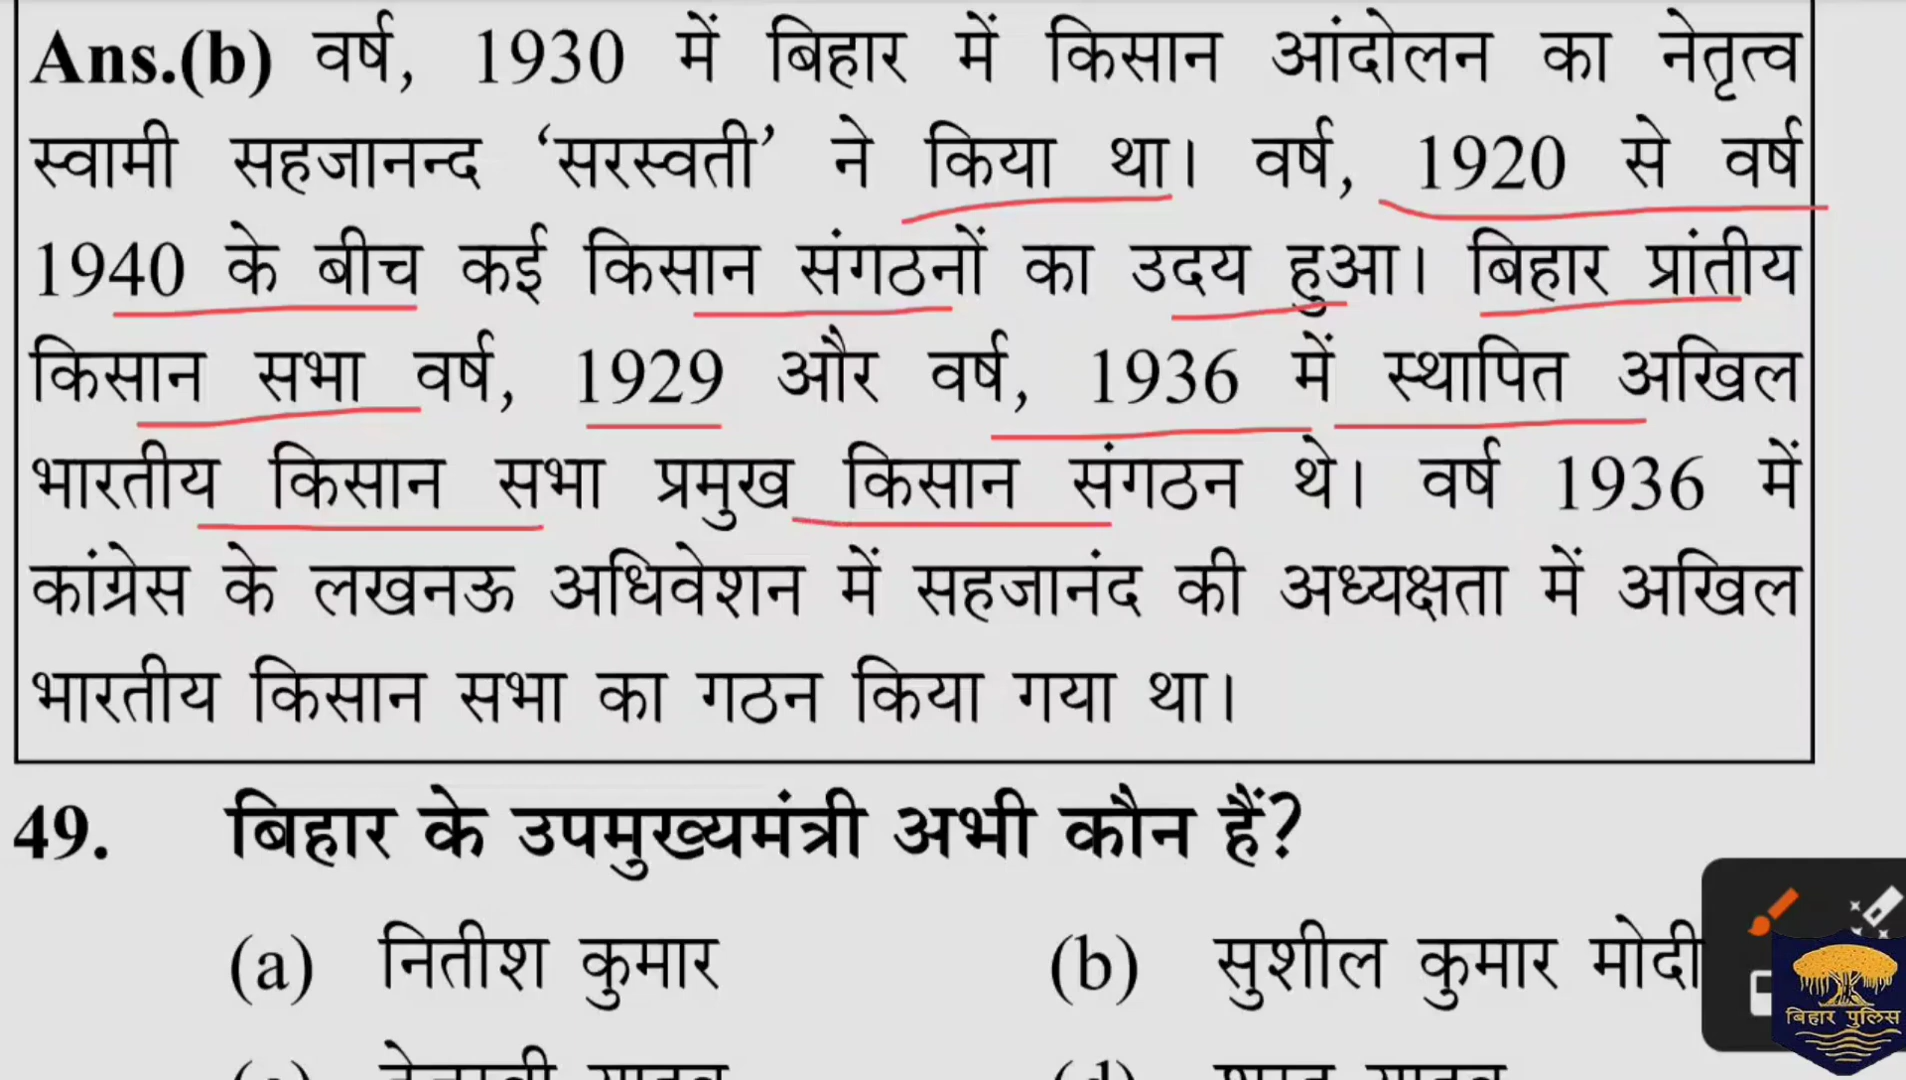 Ans.(b) वर्ष, 1930 में बिहार में किसान आंदोलन का नेतृत्व
स्वामी सहजानन्द ‘सरस्वती’ ने किया था। वर्ष, 1920 से वर्ष
1940 के बीच कई किसान संगठनों का उदय हुआ। बिहार प्रांतीय
किसान सभा वर्ष, 1929 और वर्ष, 1936 में स्थापित अखिल
भारतीय किसान सभा प्रमुख किसान संगठन थे। वर्ष 1936 में
कांग्रेस के लखनऊ अधिवेशन में सहजानंद की अध्यक्षता में अखिल
भारतीय किसान सभा का गठन किया गया था।
49. बिहार के उपमुख्यमंत्री अभी कौन हैं?
(a) नितीश कुमार (b) सुशील कुमार मोदी
बिहार पुलिस